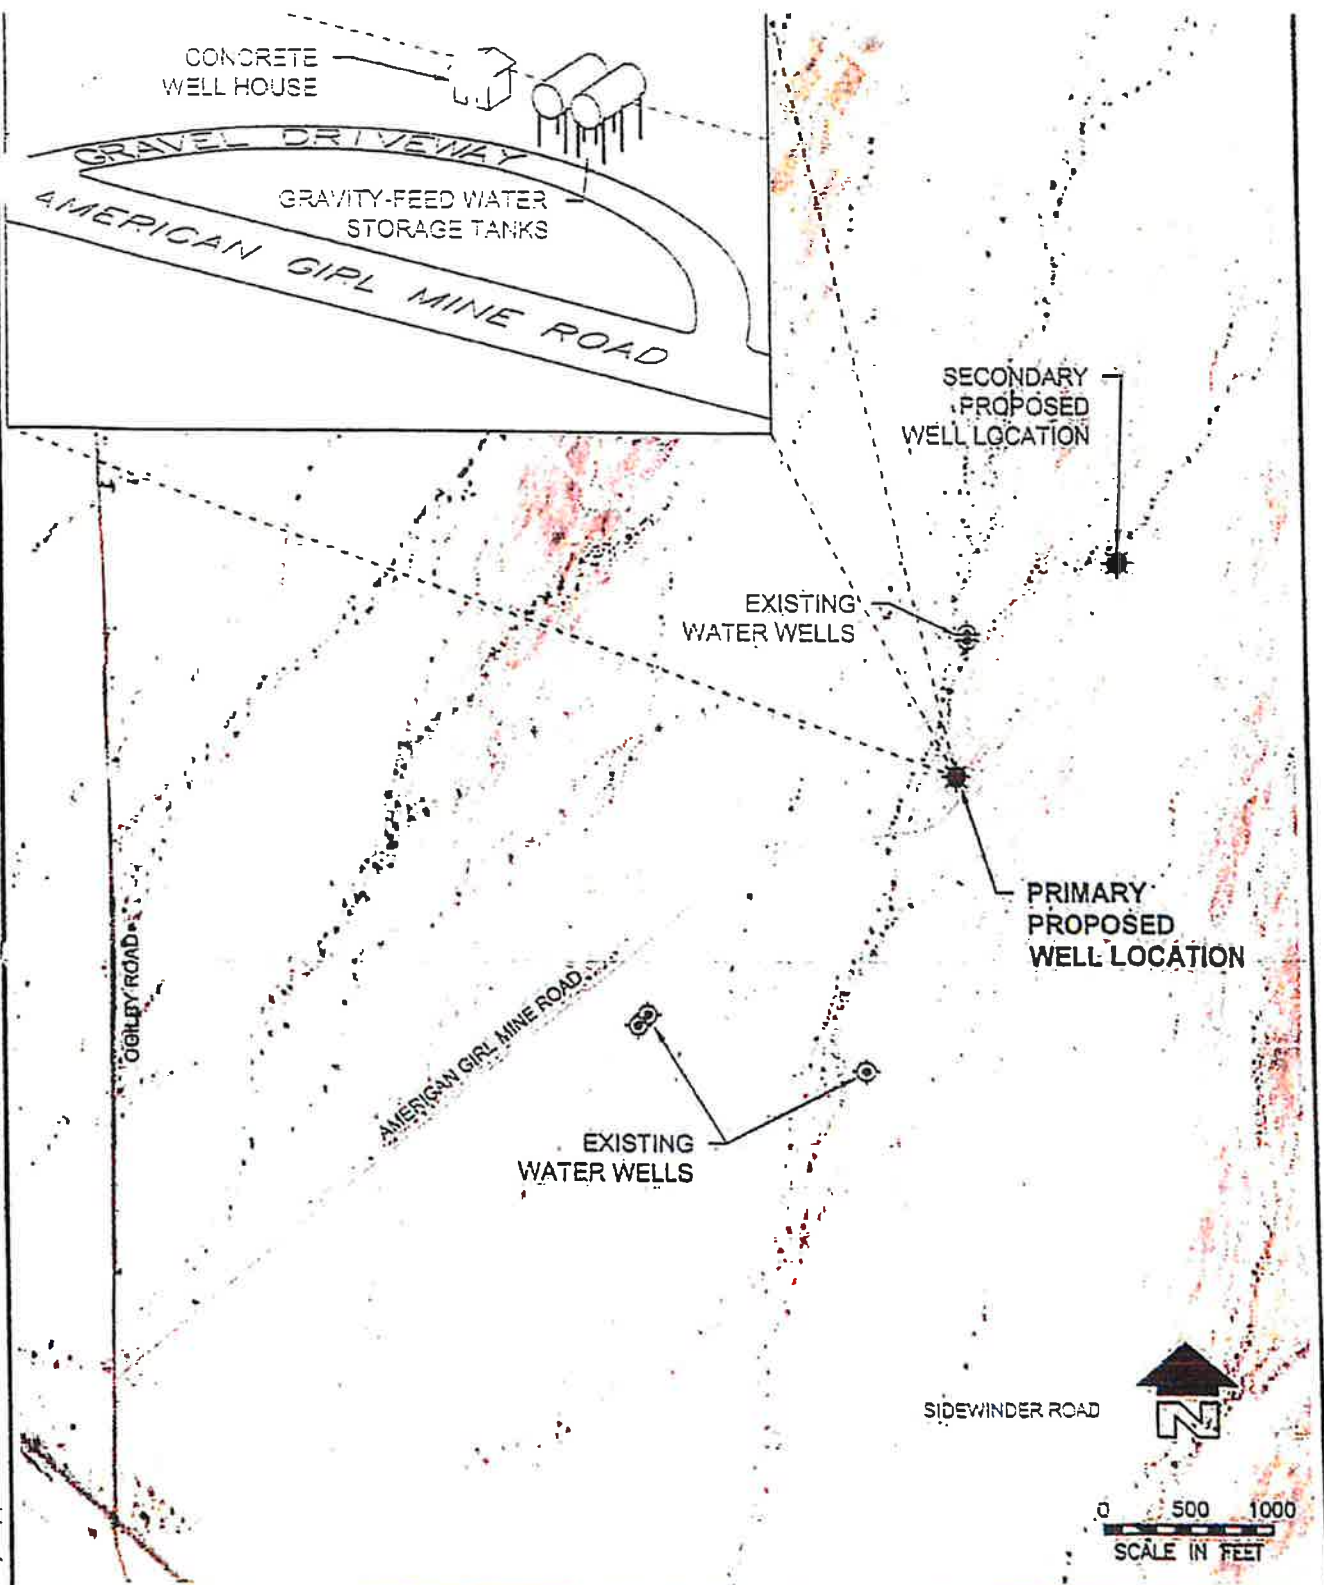 CONCRETE
WELL HOUSE
GRAVEL DRIVEWAY
GRAVITY-FEED WATER
STORAGE TANKS
AMERICAN GIRL MINE ROAD
SECONDARY
PROPOSED
WELL LOCATION
EXISTING
WATER WELLS
PRIMARY
PROPOSED
WELL LOCATION
OGILBY ROAD
AMERICAN GIRL MINE ROAD
EXISTING
WATER WELLS
SIDEWINDER ROAD
N
0 500 1000
SCALE IN FEET